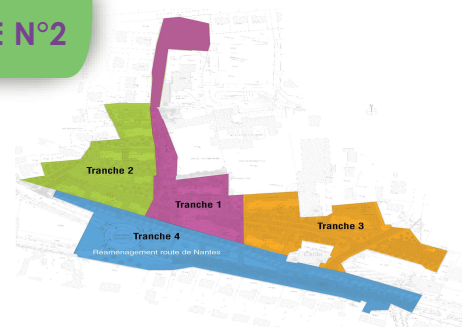 E N°2
Tranche 2
Tranche 1
Tranche 3
Tranche 4
Réaménagement route de Nantes